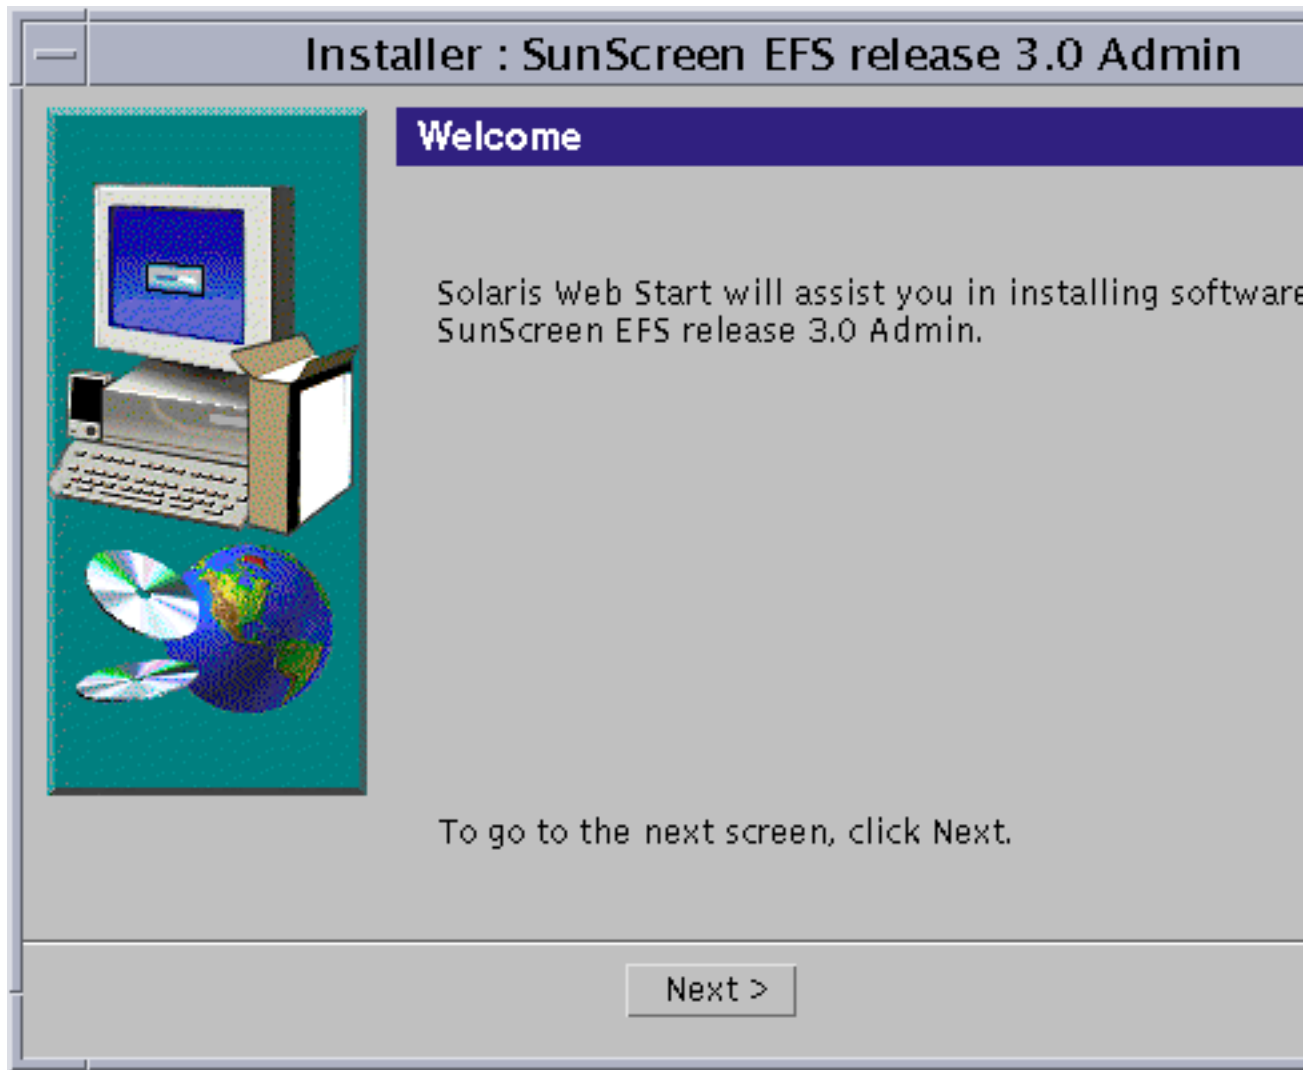 Installer : SunScreen EFS release 3.0 Admin
Welcome
Solaris Web Start will assist you in installing software
SunScreen EFS release 3.0 Admin.
To go to the next screen, click Next.
Next >